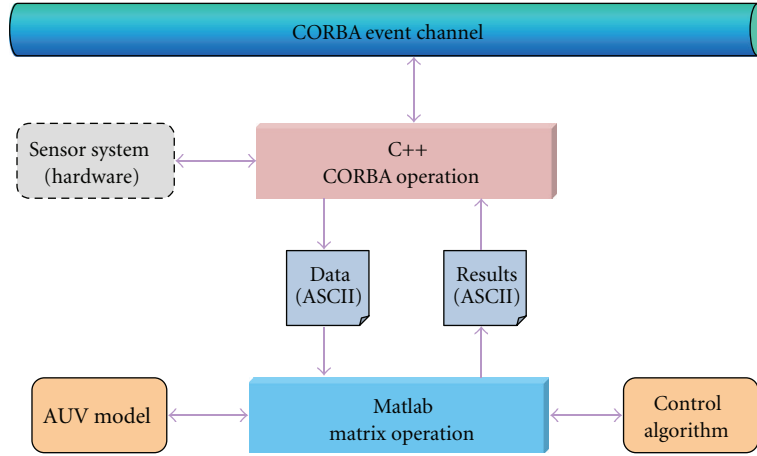 CORBA event channel
Sensor system
(hardware)
C++
CORBA operation
Data
(ASCII)
Results
(ASCII)
AUV model
Matlab
matrix operation
Control
algorithm